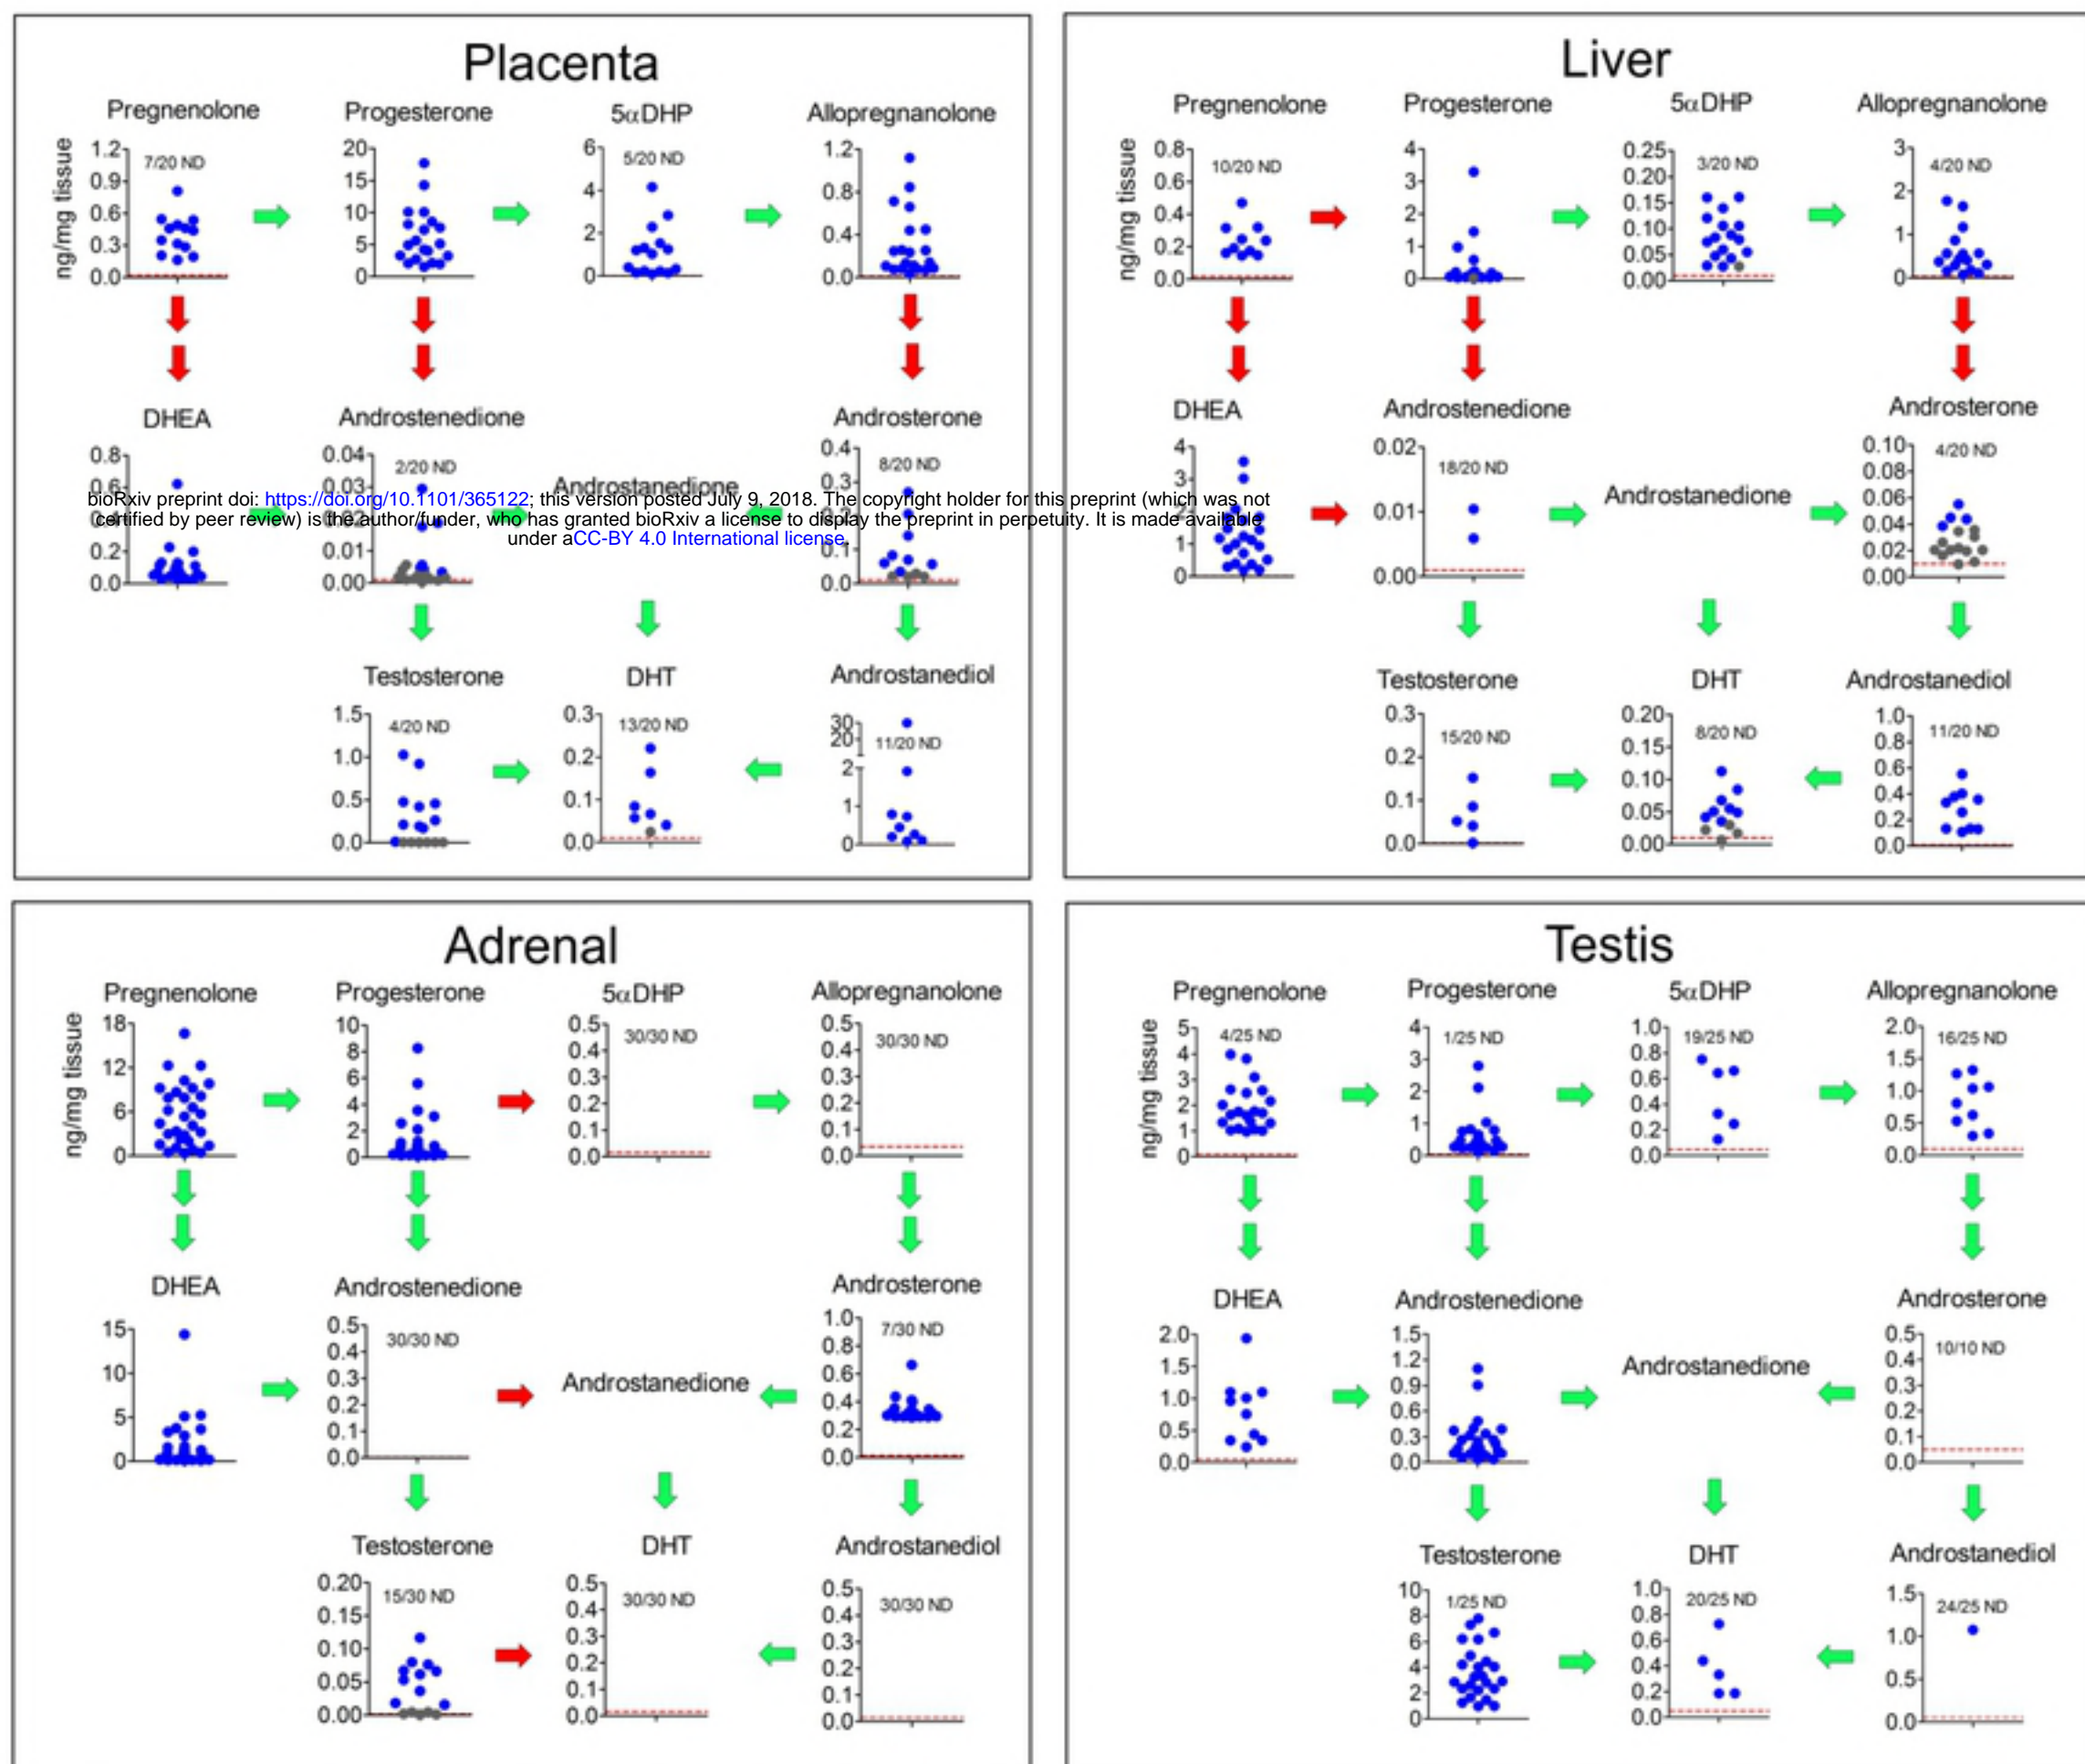 Placenta
Pregnenolone Progesterone 5αDHP Allopregnanolone
ng/mg tissue
1.2 0.9 0.6 0.3 0.0
7/20 ND
20 15 10 5 0
6 4 2 0
5/20 ND
1.2 0.8 0.4 0.0
DHEA Androstenedione Androstanedione Androsterone
0.8 0.6 0.4 0.2 0.0
0.04 0.03 0.01 0.00
2/20 ND
0.4 0.3 0.2 0.1 0.0
8/20 ND
bioRxiv preprint doi: https://doi.org/10.1101/365122; this version posted July 9, 2018. The copyright holder for this preprint (which was not
certified by peer review) is the author/funder, who has granted bioRxiv a license to display the preprint in perpetuity. It is made available
under aCC-BY 4.0 International license.
Testosterone DHT Androstanediol
1.5 1.0 0.5 0.0
4/20 ND
0.3 0.2 0.1 0.0
13/20 ND
30 20 2 1 0
11/20 ND
Liver
Pregnenolone Progesterone 5αDHP Allopregnanolone
ng/mg tissue
0.8 0.6 0.4 0.2 0.0
10/20 ND
4 3 2 1 0
0.25 0.20 0.15 0.10 0.05 0.00
3/20 ND
3 2 1 0
4/20 ND
DHEA Androstenedione Androstanedione Androsterone
4 3 2 1 0
0.02 0.01 0.00
18/20 ND
0.10 0.08 0.06 0.04 0.02 0.00
4/20 ND
Testosterone DHT Androstanediol
0.3 0.2 0.1 0.0
15/20 ND
0.20 0.15 0.10 0.05 0.00
8/20 ND
1.0 0.8 0.6 0.4 0.2 0.0
11/20 ND
Adrenal
Pregnenolone Progesterone 5αDHP Allopregnanolone
ng/mg tissue
18 12 6 0
10 8 6 4 2 0
0.5 0.4 0.3 0.2 0.1 0.0
30/30 ND
0.5 0.4 0.3 0.2 0.1 0.0
30/30 ND
DHEA Androstenedione Androstanedione Androsterone
15 10 5 0
0.5 0.4 0.3 0.2 0.1 0.0
30/30 ND
1.0 0.8 0.6 0.4 0.2 0.0
7/30 ND
Testosterone DHT Androstanediol
0.20 0.15 0.10 0.05 0.00
15/30 ND
0.5 0.4 0.3 0.2 0.1 0.0
30/30 ND
0.5 0.4 0.3 0.2 0.1 0.0
30/30 ND
Testis
Pregnenolone Progesterone 5αDHP Allopregnanolone
ng/mg tissue
5 4 3 2 1 0
4/25 ND
4 3 2 1 0
1/25 ND
1.0 0.8 0.6 0.4 0.2 0.0
19/25 ND
2.0 1.5 1.0 0.5 0.0
16/25 ND
DHEA Androstenedione Androstanedione Androsterone
2.0 1.5 1.0 0.5 0.0
1.5 1.2 0.9 0.6 0.3 0.0
0.5 0.4 0.3 0.2 0.1 0.0
10/10 ND
Testosterone DHT Androstanediol
10 8 6 4 2 0
1/25 ND
1.0 0.8 0.6 0.4 0.2 0.0
20/25 ND
1.5 1.0 0.5 0.0
24/25 ND